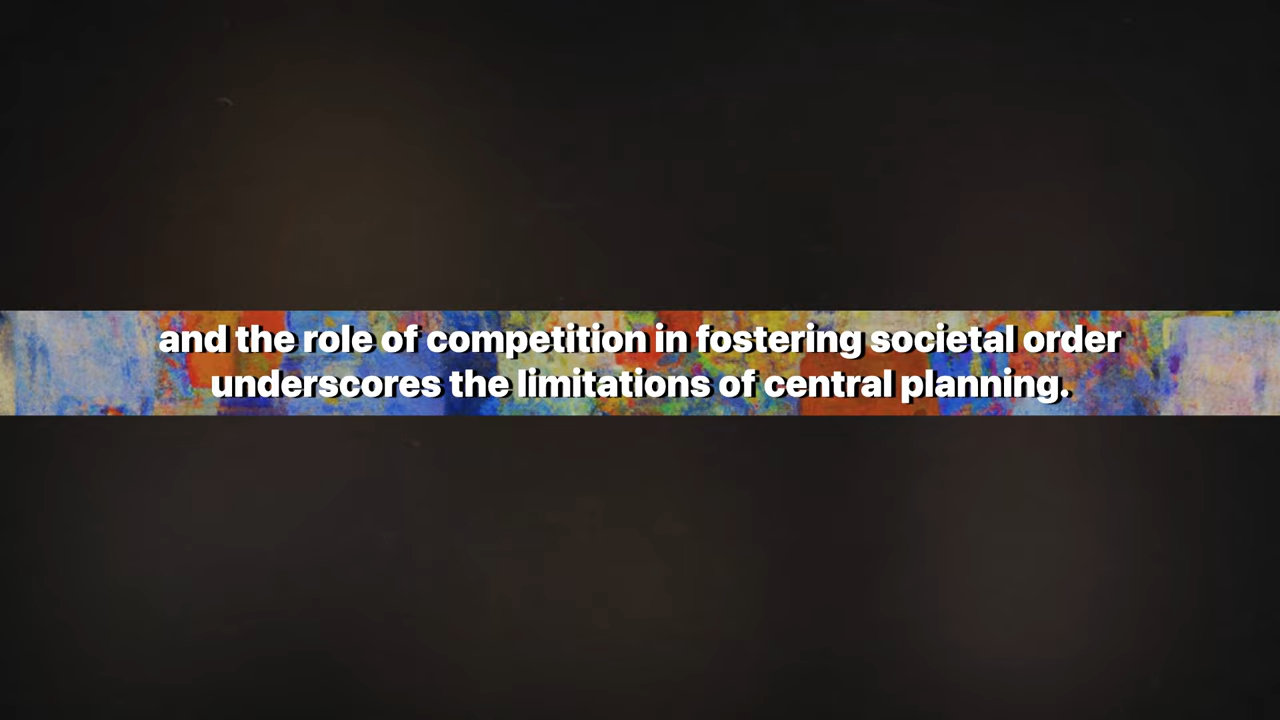 and the role of competition in fostering societal order
underscores the limitations of central planning.